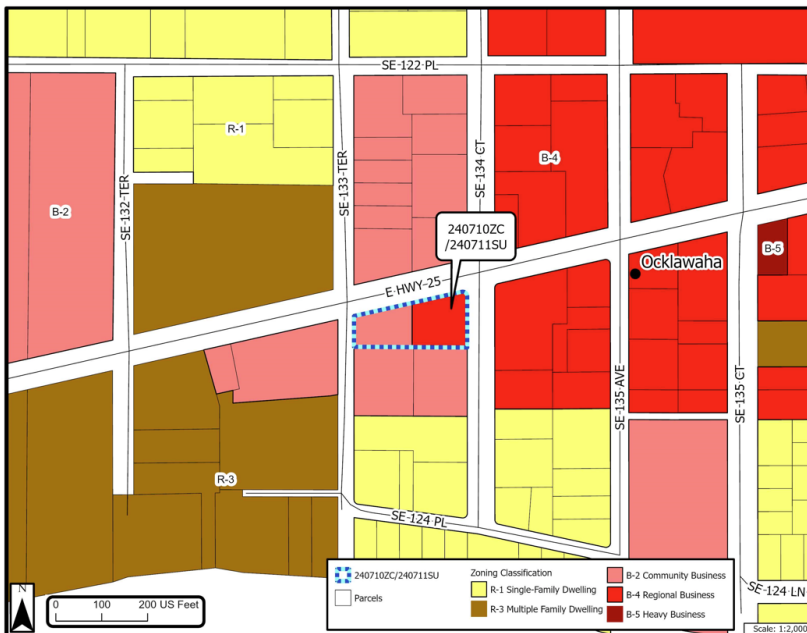 SE 122 PL
R-1
B-4
B-2
SE-132-TER
SE-133-TER
SE-134 CT
240710ZC
/240711SU
B-5
Ocklawaha
E HWY-25
SE-135 AVE
SE-135 CT
R-3
SE-124 PL
SE-124 LN
N
0 100 200 US Feet
240710ZC/240711SU
Parcels
Zoning Classification
R-1 Single-Family Dwelling
R-3 Multiple Family Dwelling
B-2 Community Business
B-4 Regional Business
B-5 Heavy Business
Scale: 1:2,000